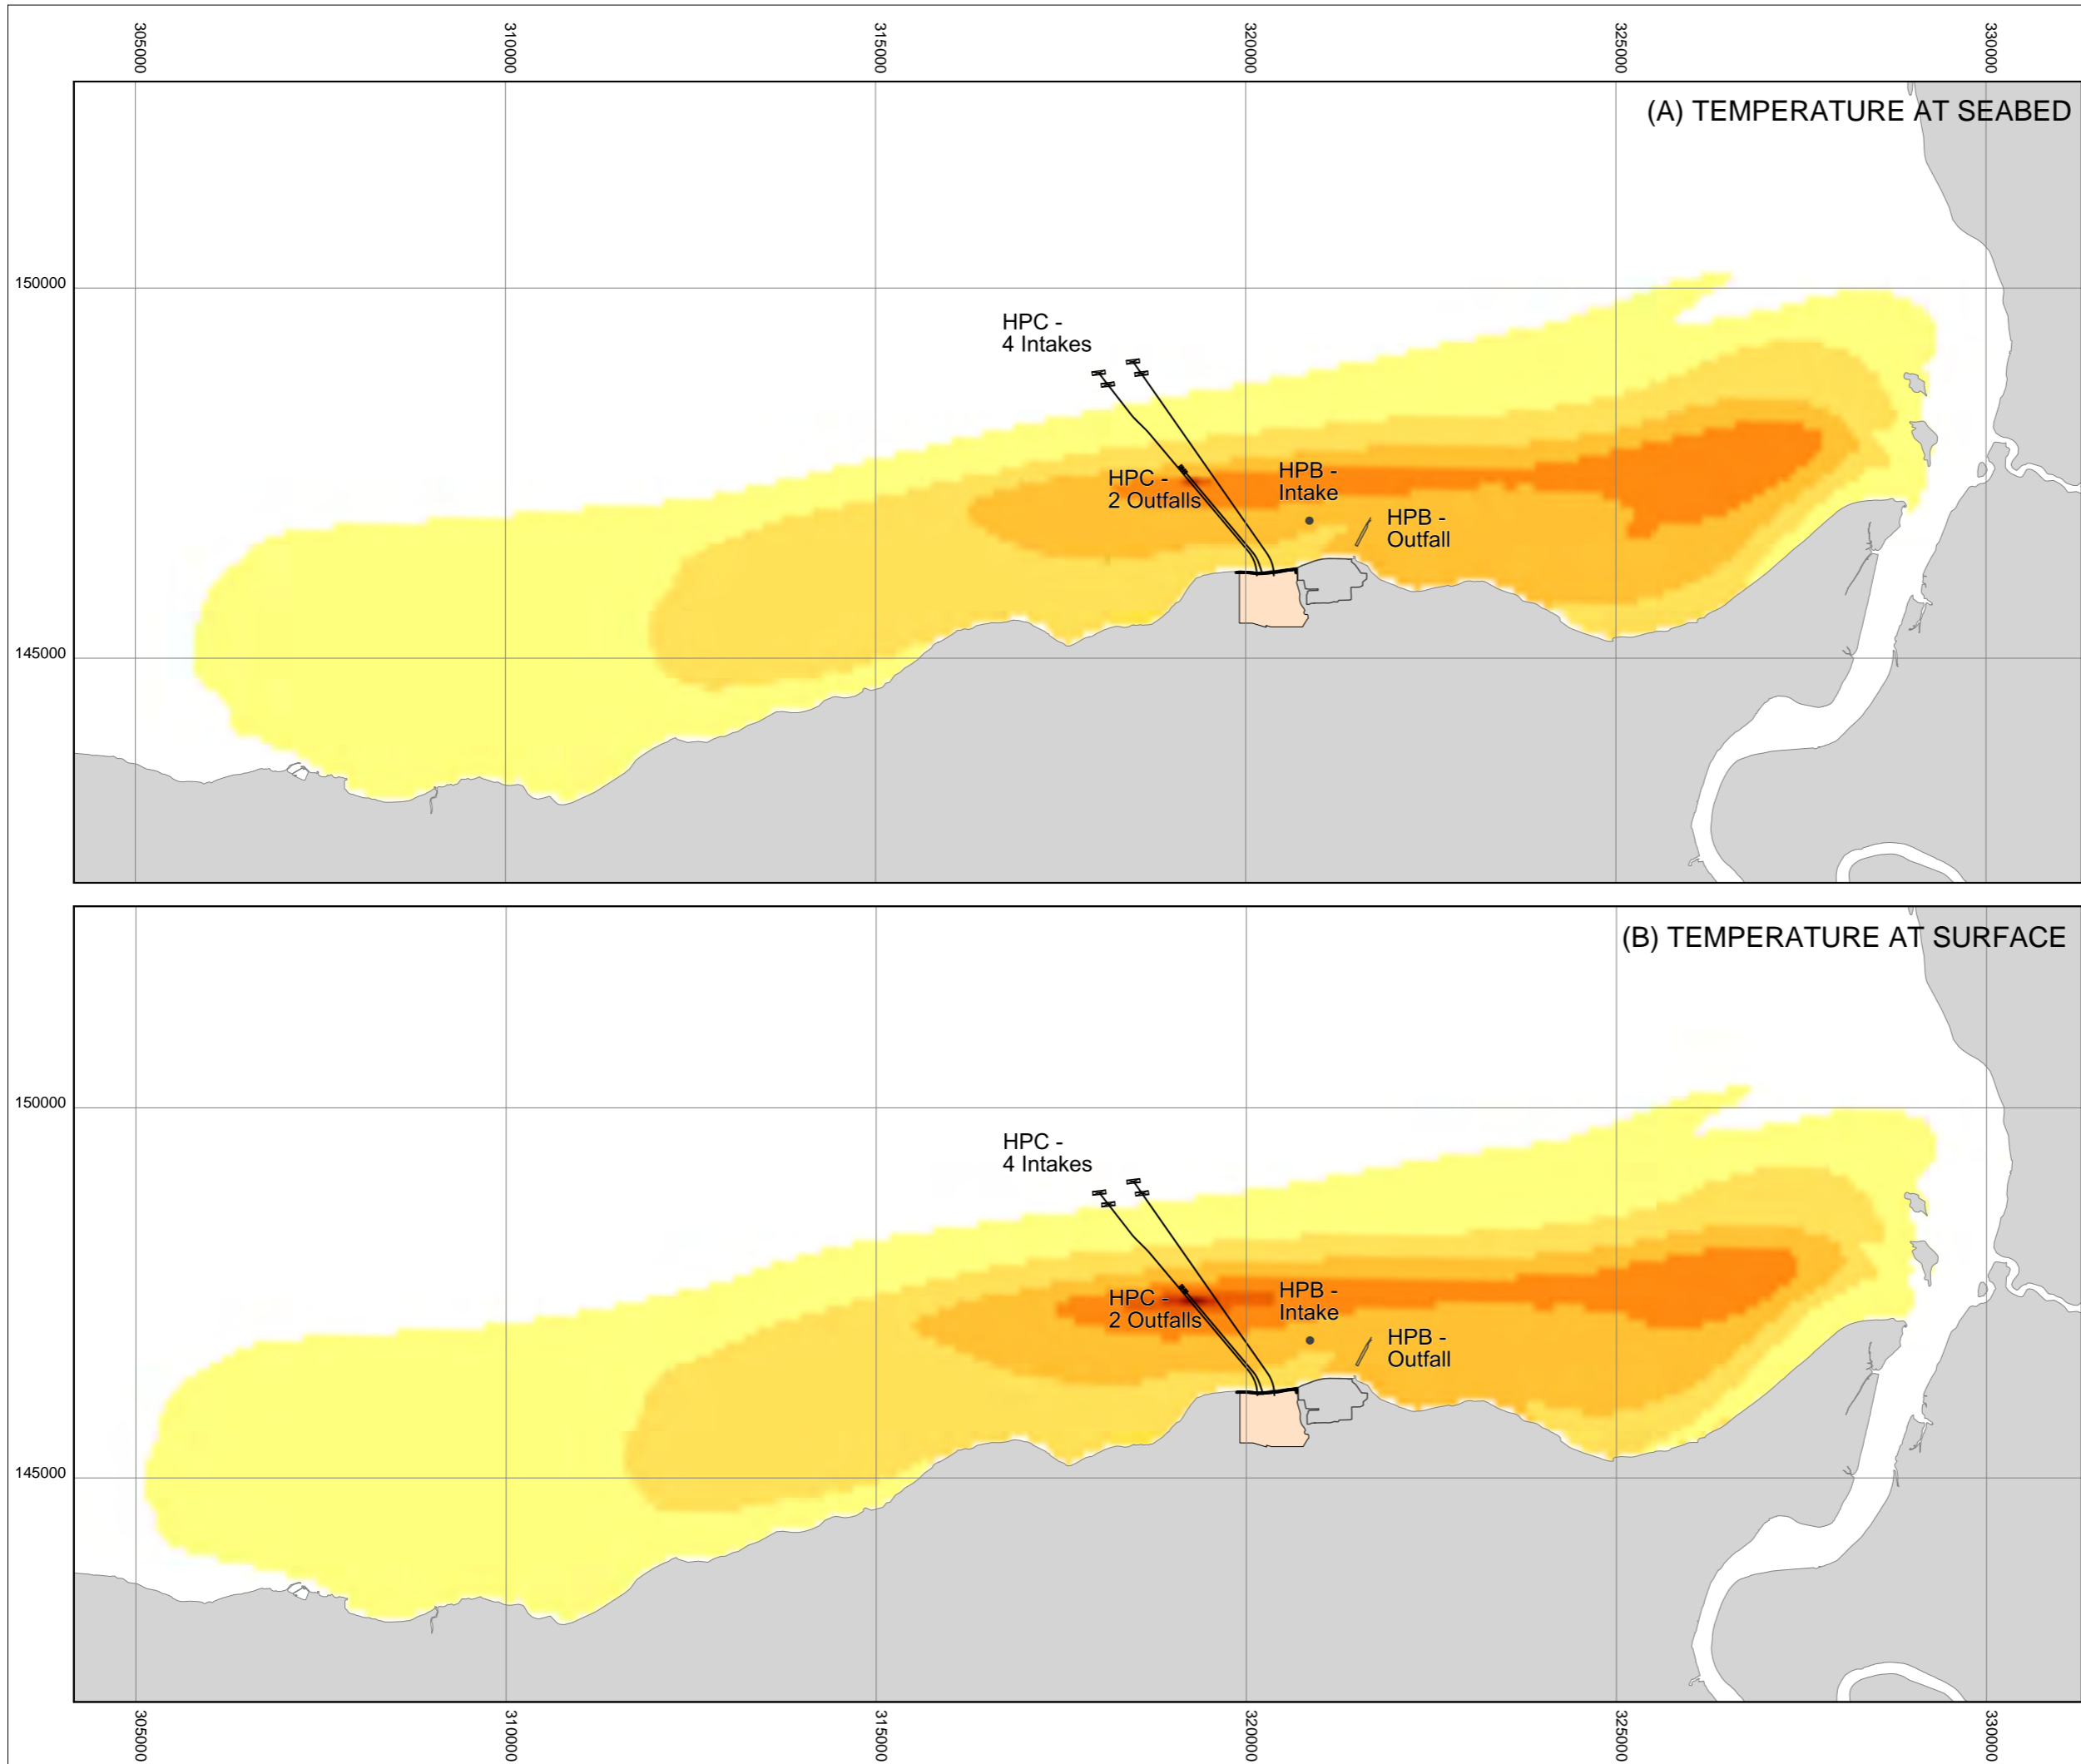 305000
310000
315000
320000
325000
330000
(A) TEMPERATURE AT SEABED
150000
HPC -
4 Intakes
HPC -
2 Outfalls
HPB -
Intake
HPB -
Outfall
145000
(B) TEMPERATURE AT SURFACE
150000
HPC -
4 Intakes
HPC -
2 Outfalls
HPB -
Intake
HPB -
Outfall
145000
305000
310000
315000
320000
325000
330000